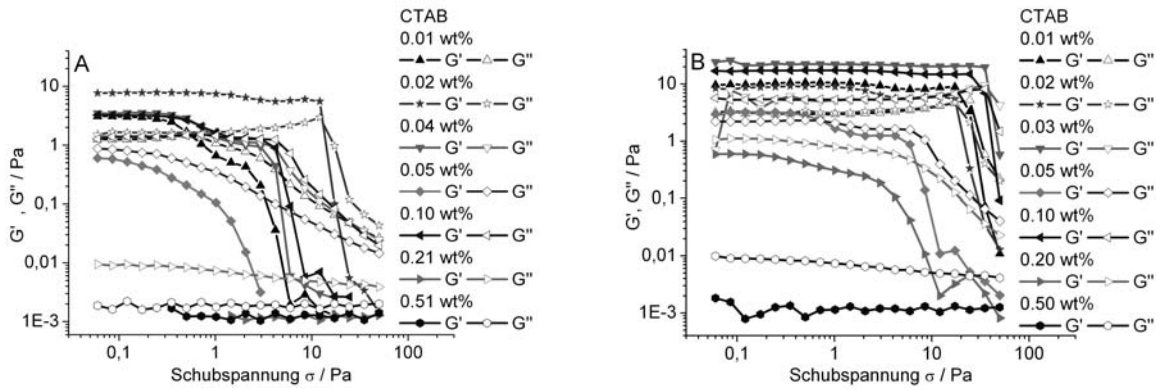 A
G', G'' / Pa
10
1
0,1
0,01
1E-3
0,1 1 10 100
Schubspannung σ / Pa
CTAB
0.01 wt%
G' G''
0.02 wt%
G' G''
0.04 wt%
G' G''
0.05 wt%
G' G''
0.10 wt%
G' G''
0.21 wt%
G' G''
0.51 wt%
G' G''
B
G', G'' / Pa
10
1
0,1
0,01
1E-3
0,1 1 10 100
Schubspannung σ / Pa
CTAB
0.01 wt%
G' G''
0.02 wt%
G' G''
0.03 wt%
G' G''
0.05 wt%
G' G''
0.10 wt%
G' G''
0.20 wt%
G' G''
0.50 wt%
G' G''